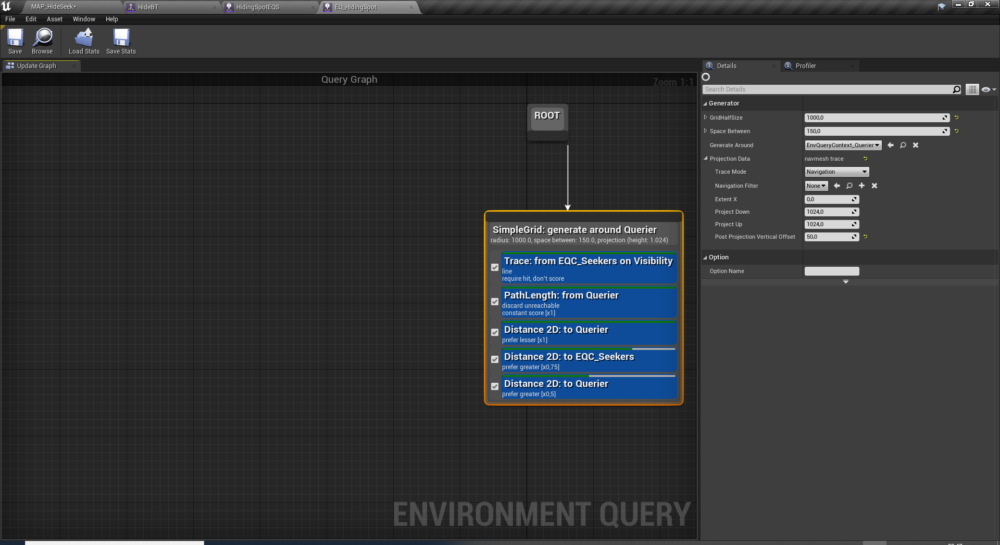 MAP_HideSeek*
HideBT
HidingSpotEQS
EQ_HidingSpot
File Edit Asset Window Help
Save Browse Load Stats Save Stats
Update Graph
Details
Profiler
Query Graph
Zoom 1:1
Search Details
ROOT
SimpleGrid: generate around Querier
radius: 1000.0, space between: 150.0, projection (height: 1.024)
Trace: from EQC_Seekers on Visibility
line
require hit, don't score
PathLength: from Querier
discard unreachable
constant score [x1]
Distance 2D: to Querier
prefer lesser [x1]
Distance 2D: to EQC_Seekers
prefer greater [x0,75]
Distance 2D: to Querier
prefer greater [x0,5]
ENVIRONMENT QUERY
Generator
GridHalfSize 1000,0
Space Between 150,0
Generate Around EnvQueryContext_Querier
Projection Data navmesh trace
Trace Mode Navigation
Navigation Filter None
Extent X 0,0
Project Down 1024,0
Project Up 1024,0
Post Projection Vertical Offset 50,0
Option
Option Name